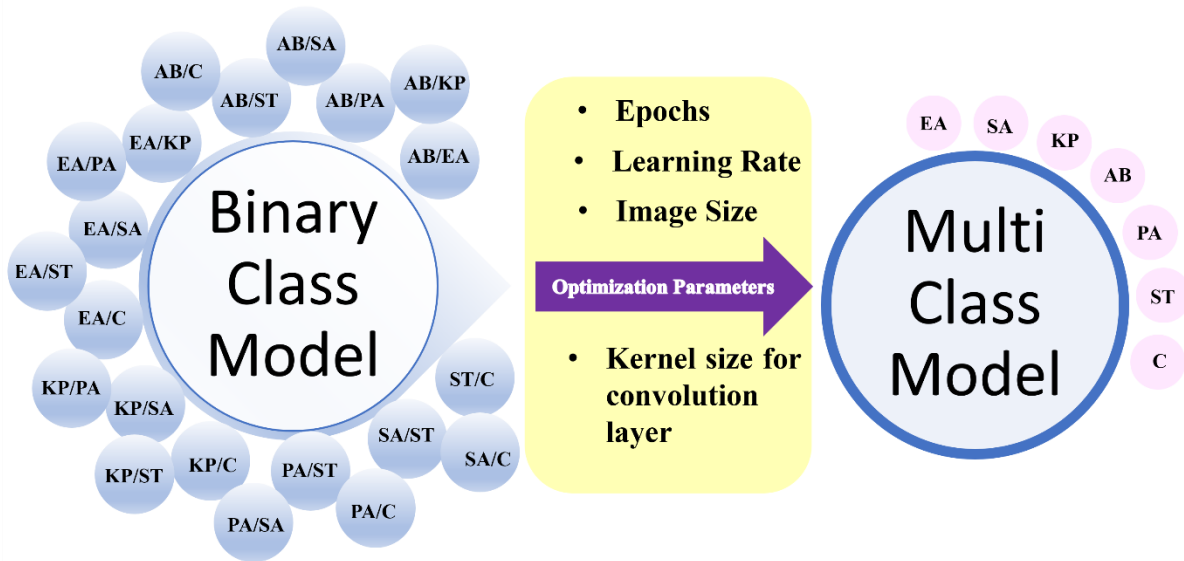 AB/SA
AB/C
AB/ST
AB/PA
AB/KP
AB/EA
EA/KP
EA/PA
EA/SA
EA/ST
EA/C
KP/PA
KP/SA
KP/ST
KP/C
PA/SA
PA/ST
PA/C
SA/ST
SA/C
ST/C
Binary
Class
Model
• Epochs
• Learning Rate
• Image Size
Optimization Parameters
• Kernel size for
convolution
layer
EA
SA
KP
AB
PA
ST
C
Multi
Class
Model